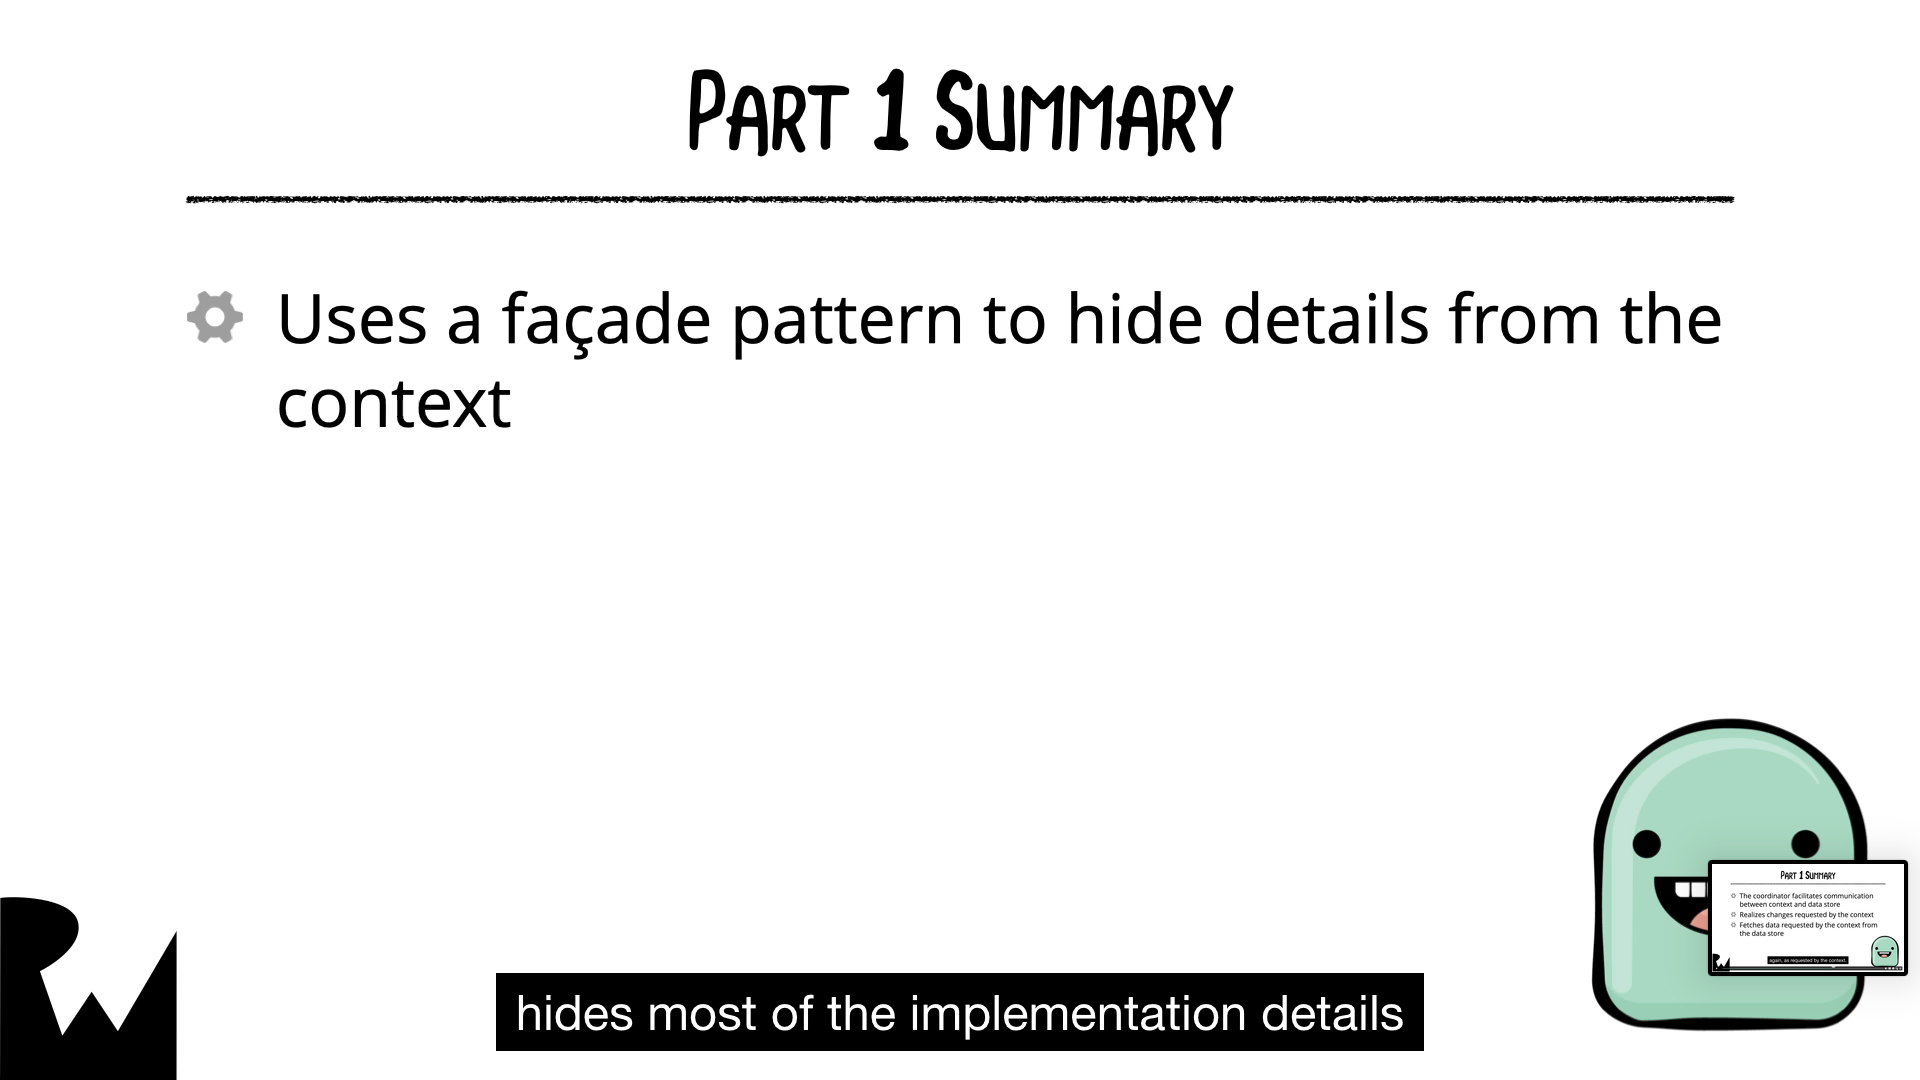 Part 1 Summary
Uses a façade pattern to hide details from the
context
Part 1 Summary
The coordinator facilitates communication
between context and data store
Realizes changes requested by the context
Fetches data requested by the context from
the data store
again, as requested by the context.
hides most of the implementation details